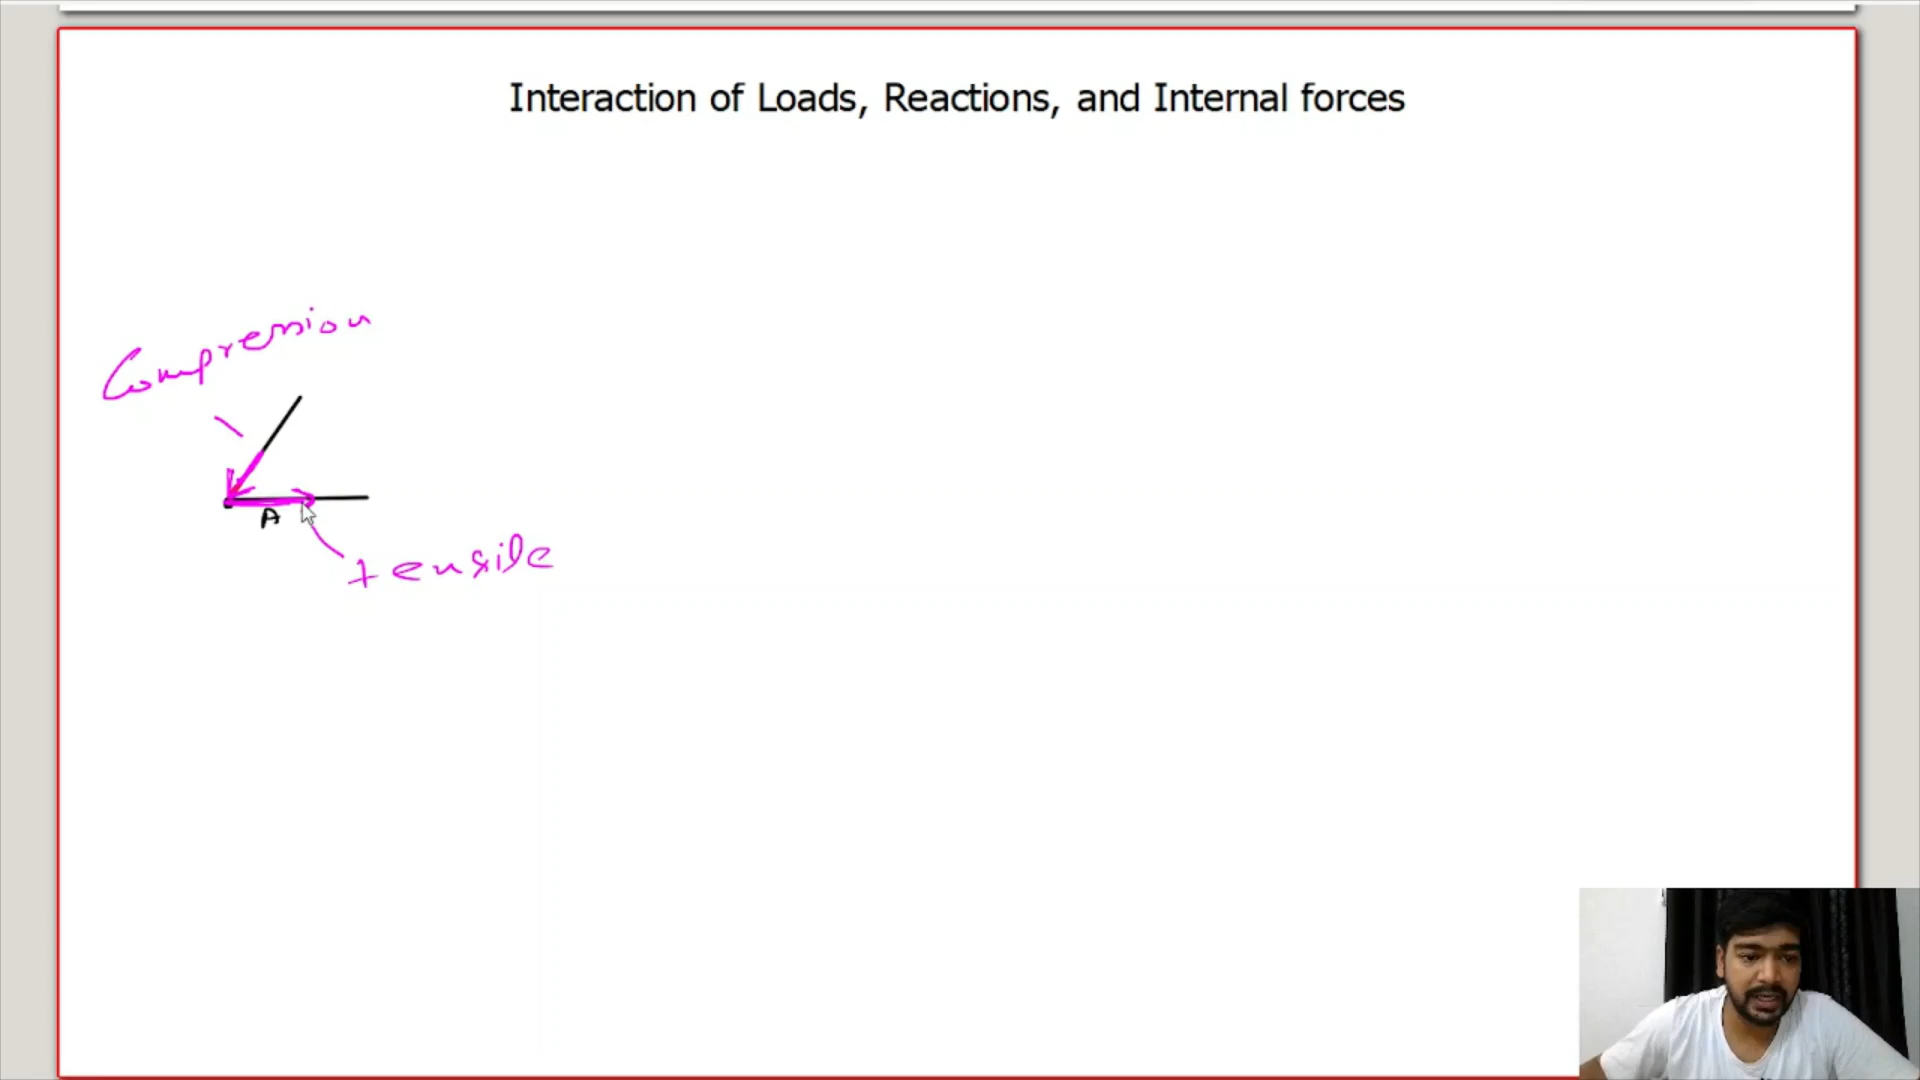 Interaction of Loads, Reactions, and Internal forces
Compression
A
tensile